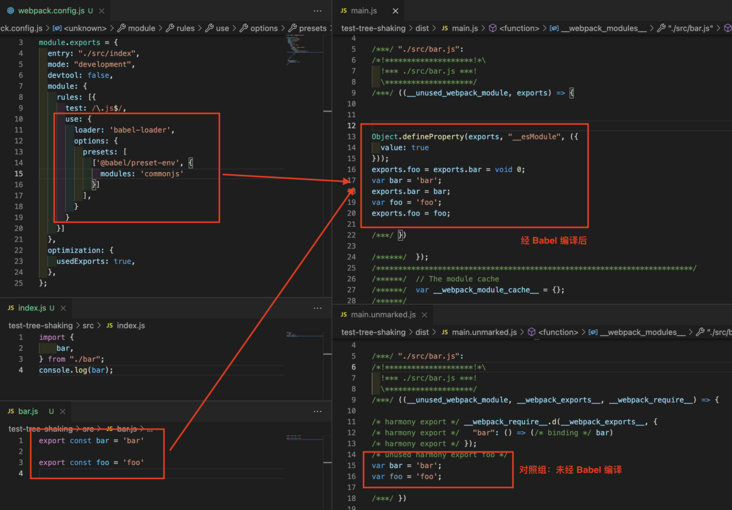 webpack.config.js U
ck.config.js > <unknown> > module > rules > use > options > presets
3 module.exports = {
4 entry: "./src/index",
5 mode: "development",
6 devtool: false,
7 module: {
8 rules: [{
9 test: /\.js$/,
10 use: {
11 loader: 'babel-loader',
12 options: {
13 presets: [
14 ['@babel/preset-env', {
15 modules: 'commonjs'
16 }]
17 ],
18 }
19 }
20 }]
21 },
22 optimization: {
23 usedExports: true,
24 },
25 };
JS index.js U
test-tree-shaking > src > JS index.js
1 import {
2 bar,
3 } from "./bar";
4 console.log(bar);
JS bar.js U
test-tree-shaking > src > JS bar.js > ...
1 export const bar = 'bar'
2
3 export const foo = 'foo'
4
JS main.js
test-tree-shaking > dist > JS main.js > <function> > __webpack_modules__ > "./src/bar.js"
4
5 /***/ "./src/bar.js":
6 /*!*********************!*\
7 !*** ./src/bar.js ***!
8 \*********************/
9 /***/ ((__unused_webpack_module, exports) => {
10
11
12
13 Object.defineProperty(exports, "__esModule", ({
14 value: true
15 }));
16 exports.foo = exports.bar = void 0;
17 var bar = 'bar';
18 exports.bar = bar;
19 var foo = 'foo';
20 exports.foo = foo;
21
22 /***/ })
经 Babel 编译后
23
24 /******/ });
25 /************************************************************************/
26 /******/ // The module cache
27 /******/ var __webpack_module_cache__ = {};
28 /******/
JS main.unmarked.js
test-tree-shaking > dist > JS main.unmarked.js > <function> > __webpack_modules__ > "./src
4
5 /***/ "./src/bar.js":
6 /*!*********************!*\
7 !*** ./src/bar.js ***!
8 \*********************/
9 /***/ ((__unused_webpack_module, __webpack_exports__, __webpack_require__) => {
10
11 /* harmony export */ __webpack_require__.d(__webpack_exports__, {
12 /* harmony export */ "bar": () => (/* binding */ bar)
13 /* harmony export */ });
14 /* unused harmony export foo */
15 var bar = 'bar';
16 var foo = 'foo';
对照组：未经 Babel 编译
17
18 /***/ })